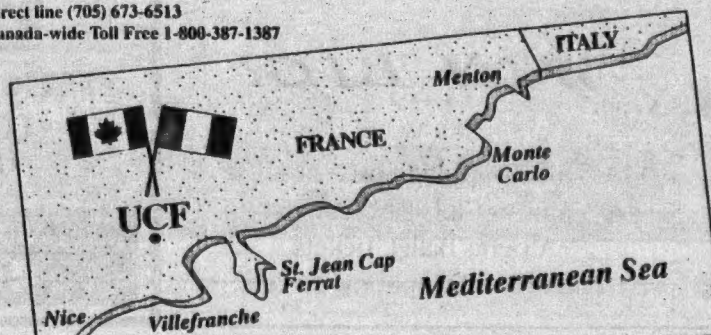 rect line (705) 673-6513
anada-wide Toll Free 1-800-387-1387
ITALY
Menton
FRANCE
Monte
Carlo
UCF
St. Jean Cap
Ferrat
Mediterranean Sea
Nice
Villefranche